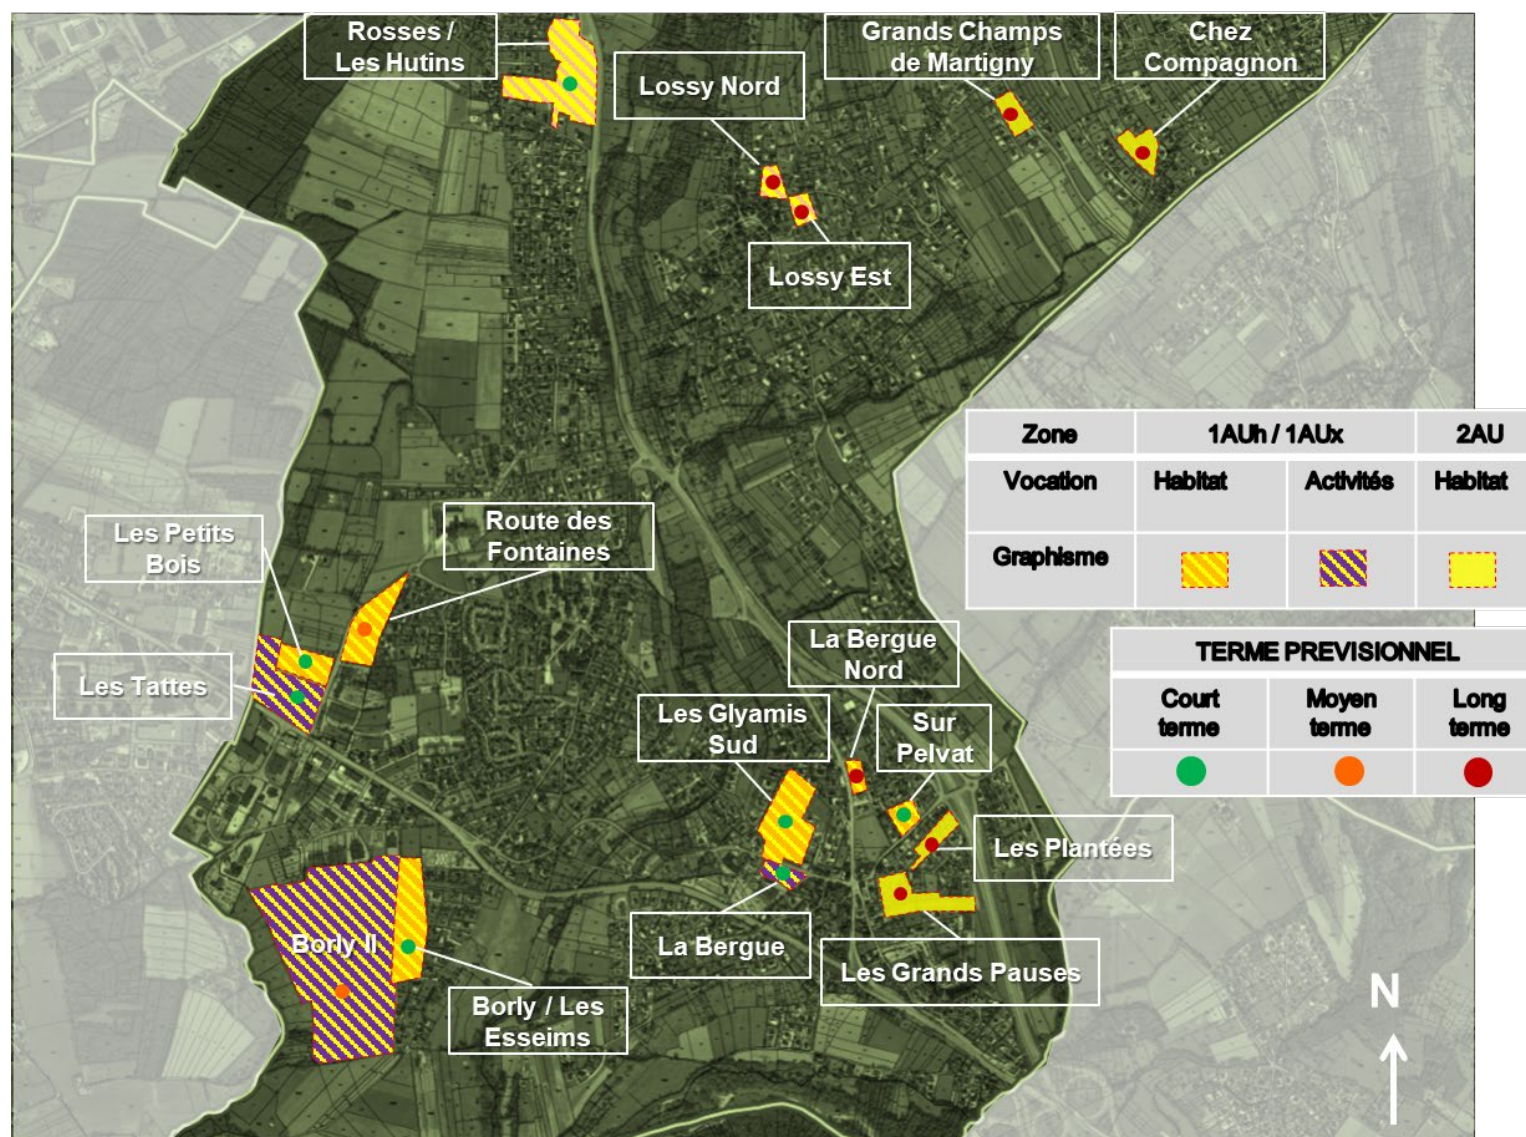 Rosses /
Les Hutins
Lossy Nord
Grands Champs
de Martigny
Chez
Compagnon
Lossy Est
Zone
1AUh / 1AUx
2AU
Vocation
Habitat
Activités
Habitat
Graphisme
Les Petits
Bois
Route des
Fontaines
Les Tattes
La Bergue
Nord
TERME PREVISIONNEL
Court
terme
Moyen
terme
Long
terme
Les Glyamis
Sud
Sur
Pelvat
Les Plantées
Borly II
La Bergue
Les Grands Pauses
Borly / Les
Esseims
N